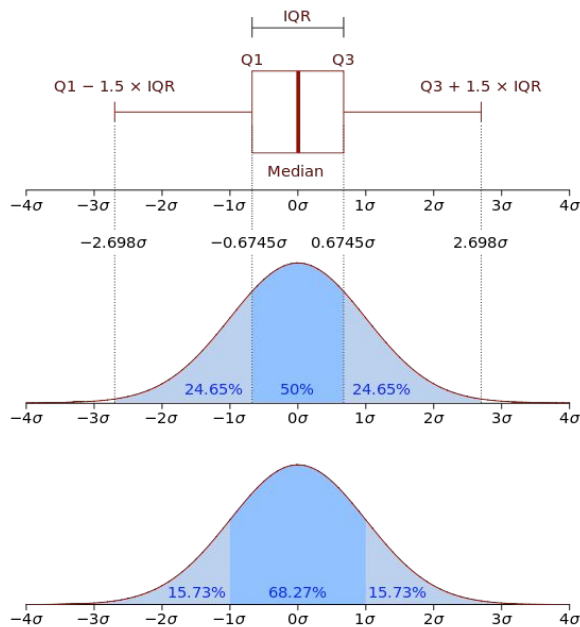 IQR
Q1 Q3
Q1 − 1.5 × IQR Q3 + 1.5 × IQR
Median
−4σ −3σ −2σ −1σ 0σ 1σ 2σ 3σ 4σ
−2.698σ −0.6745σ 0.6745σ 2.698σ
24.65% 50% 24.65%
−4σ −3σ −2σ −1σ 0σ 1σ 2σ 3σ 4σ
15.73% 68.27% 15.73%
−4σ −3σ −2σ −1σ 0σ 1σ 2σ 3σ 4σ